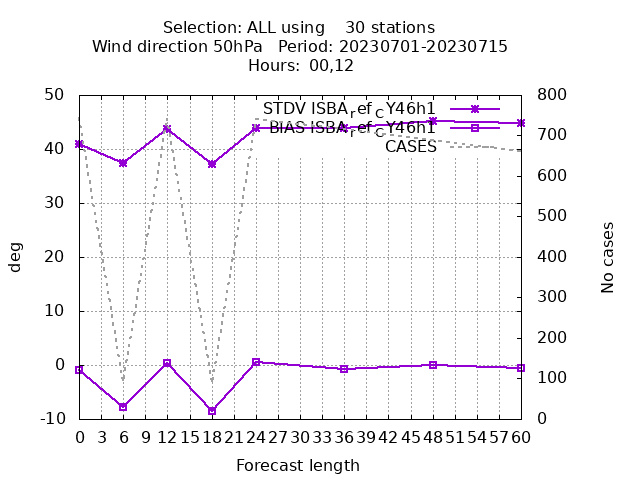 Selection: ALL using    30 stations
Wind direction 50hPa   Period: 20230701-20230715
Hours: 00,12
50 800
STDV ISBA_ref_CY46h1
BIAS ISBA_ref_CY46h1
CASES
40 700
30 600
20 500
10 400
0 300
-10 200
100
0
deg
No cases
0 3 6 9 12 15 18 21 24 27 30 33 36 39 42 45 48 51 54 57 60
Forecast length